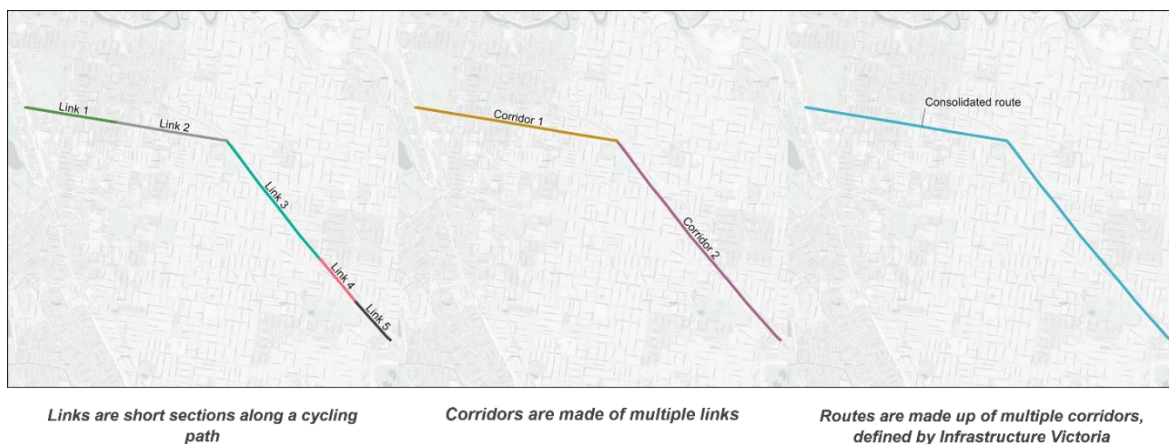 Link 1
Link 2
Link 3
Link 4
Link 5
Corridor 1
Corridor 2
Consolidated route
Links are short sections along a cycling
path
Corridors are made of multiple links
Routes are made up of multiple corridors,
defined by Infrastructure Victoria